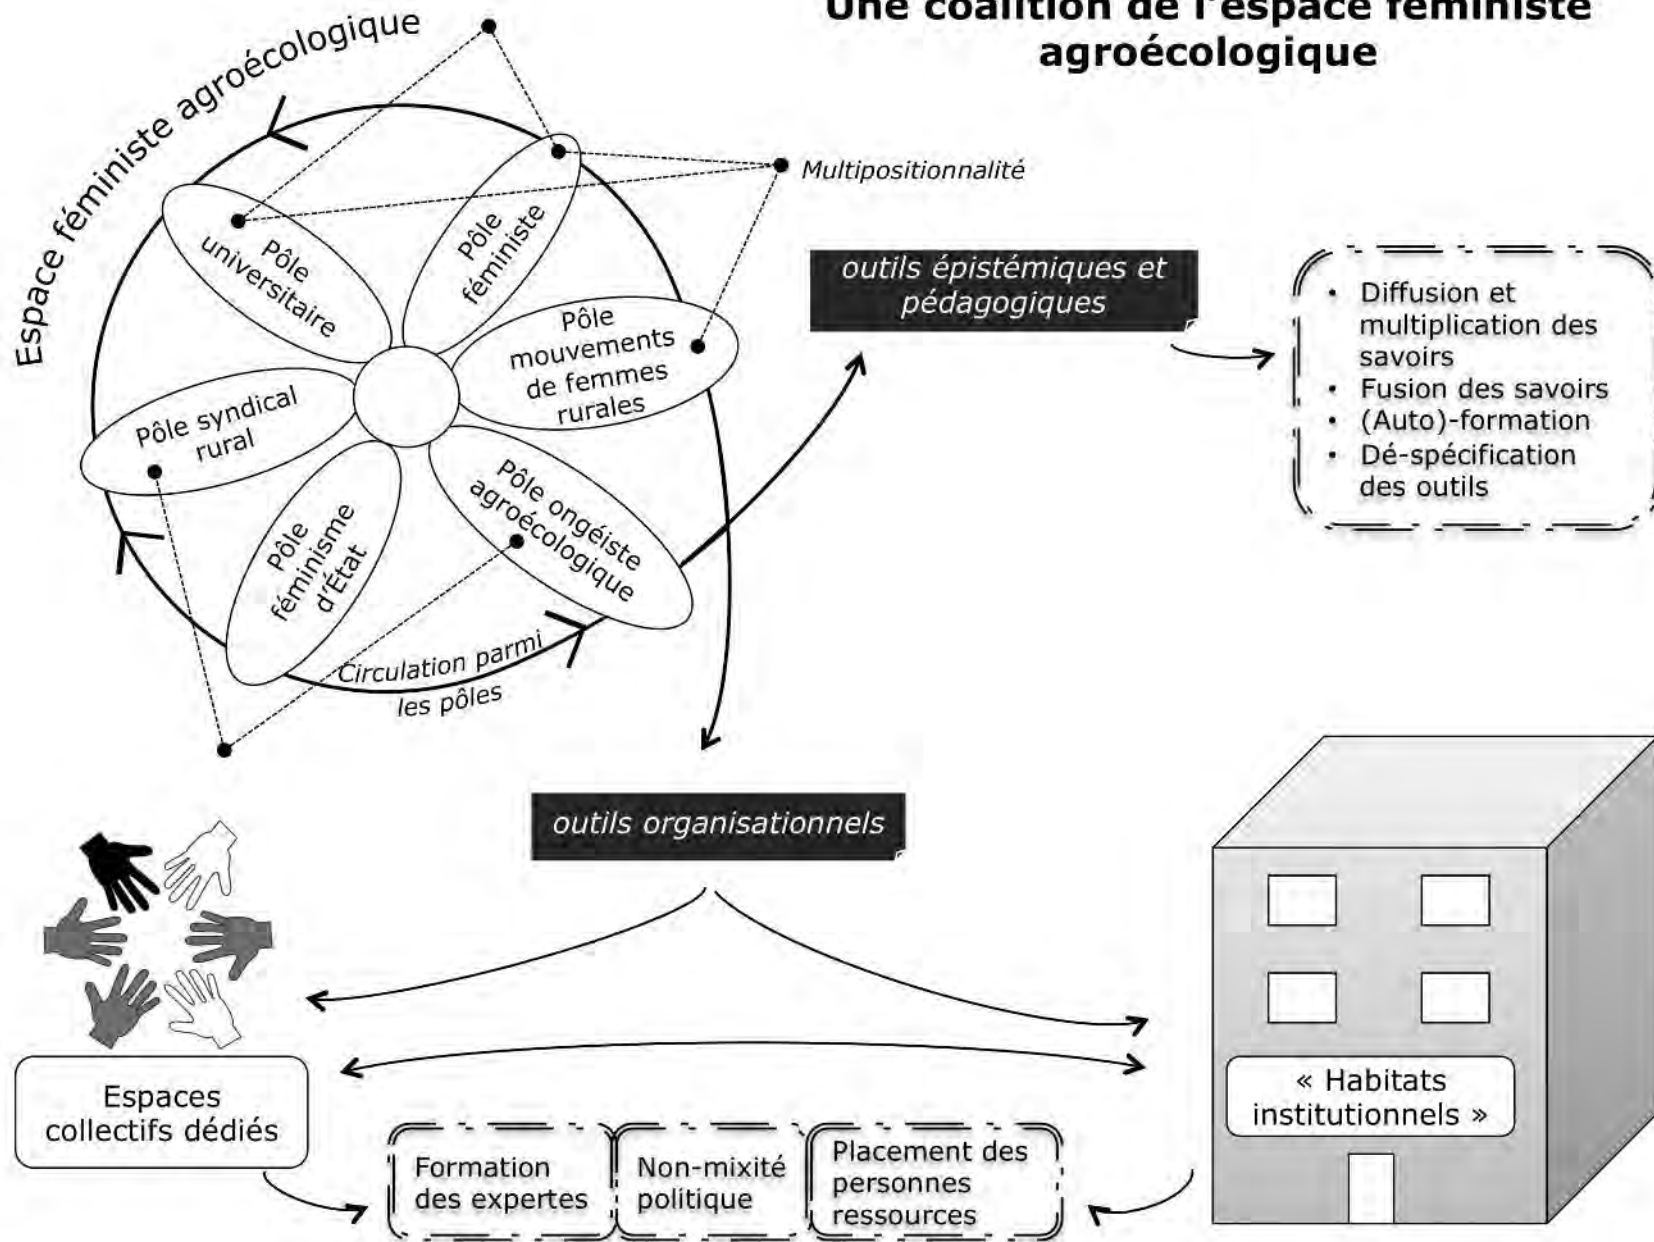 Une coalition de l'espace féministe
agroécologique
Espace féministe agroécologique
Multipositionnalité
Pôle
universitaire
Pôle
féministe
Pôle
mouvements
de femmes
rurales
Pôle syndical
rural
Pôle
féminisme
d'État
Pôle ongéiste
agroécologique
Circulation parmi
les pôles
outils épistémiques et
pédagogiques
• Diffusion et
multiplication des
savoirs
• Fusion des savoirs
• (Auto)-formation
• Dé-spécification
des outils
outils organisationnels
Espaces
collectifs dédiés
« Habitats
institutionnels »
Formation
des expertes
Non-mixité
politique
Placement des
personnes
ressources